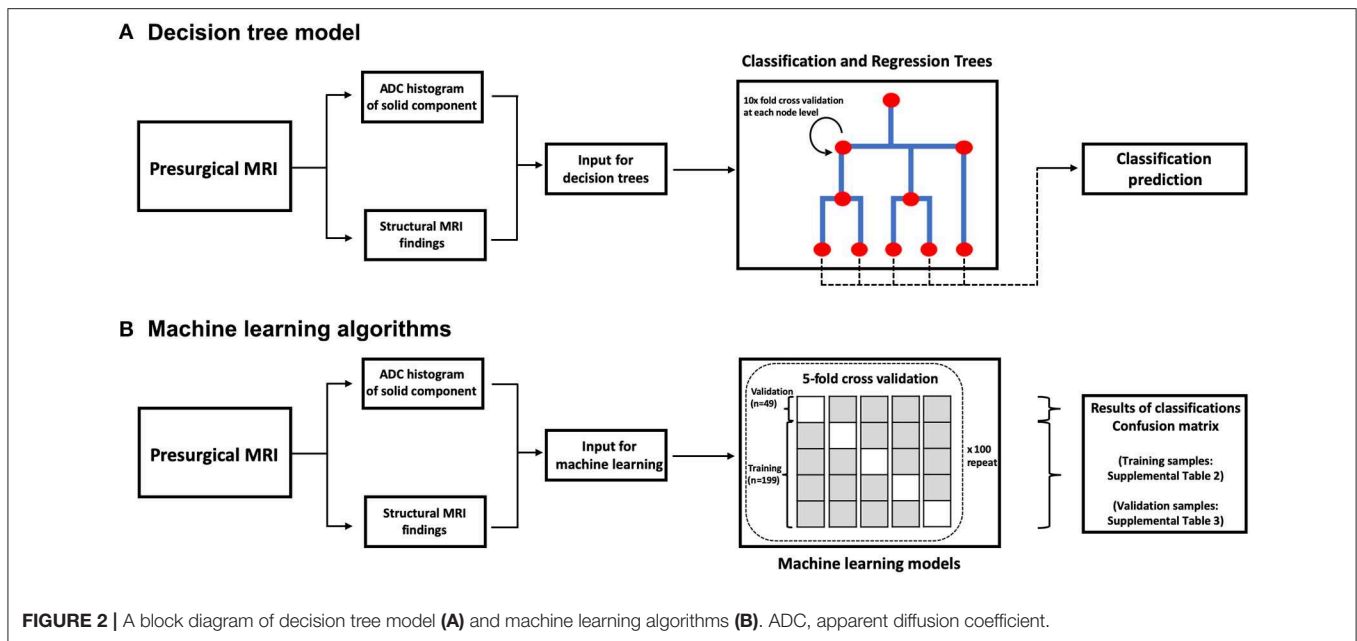 A Decision tree model
Presurgical MRI
ADC histogram
of solid component
Structural MRI
findings
Input for
decision trees
Classification and Regression Trees
10x fold cross validation
at each node level
Classification
prediction
B Machine learning algorithms
Presurgical MRI
ADC histogram
of solid component
Structural MRI
findings
Input for
machine learning
5-fold cross validation
Validation
(n=49)
Training
(n=199)
x 100
repeat
Machine learning models
Results of classifications
Confusion matrix
(Training samples:
Supplemental Table 2)
(Validation samples:
Supplemental Table 3)
FIGURE 2 | A block diagram of decision tree model (A) and machine learning algorithms (B). ADC, apparent diffusion coefficient.